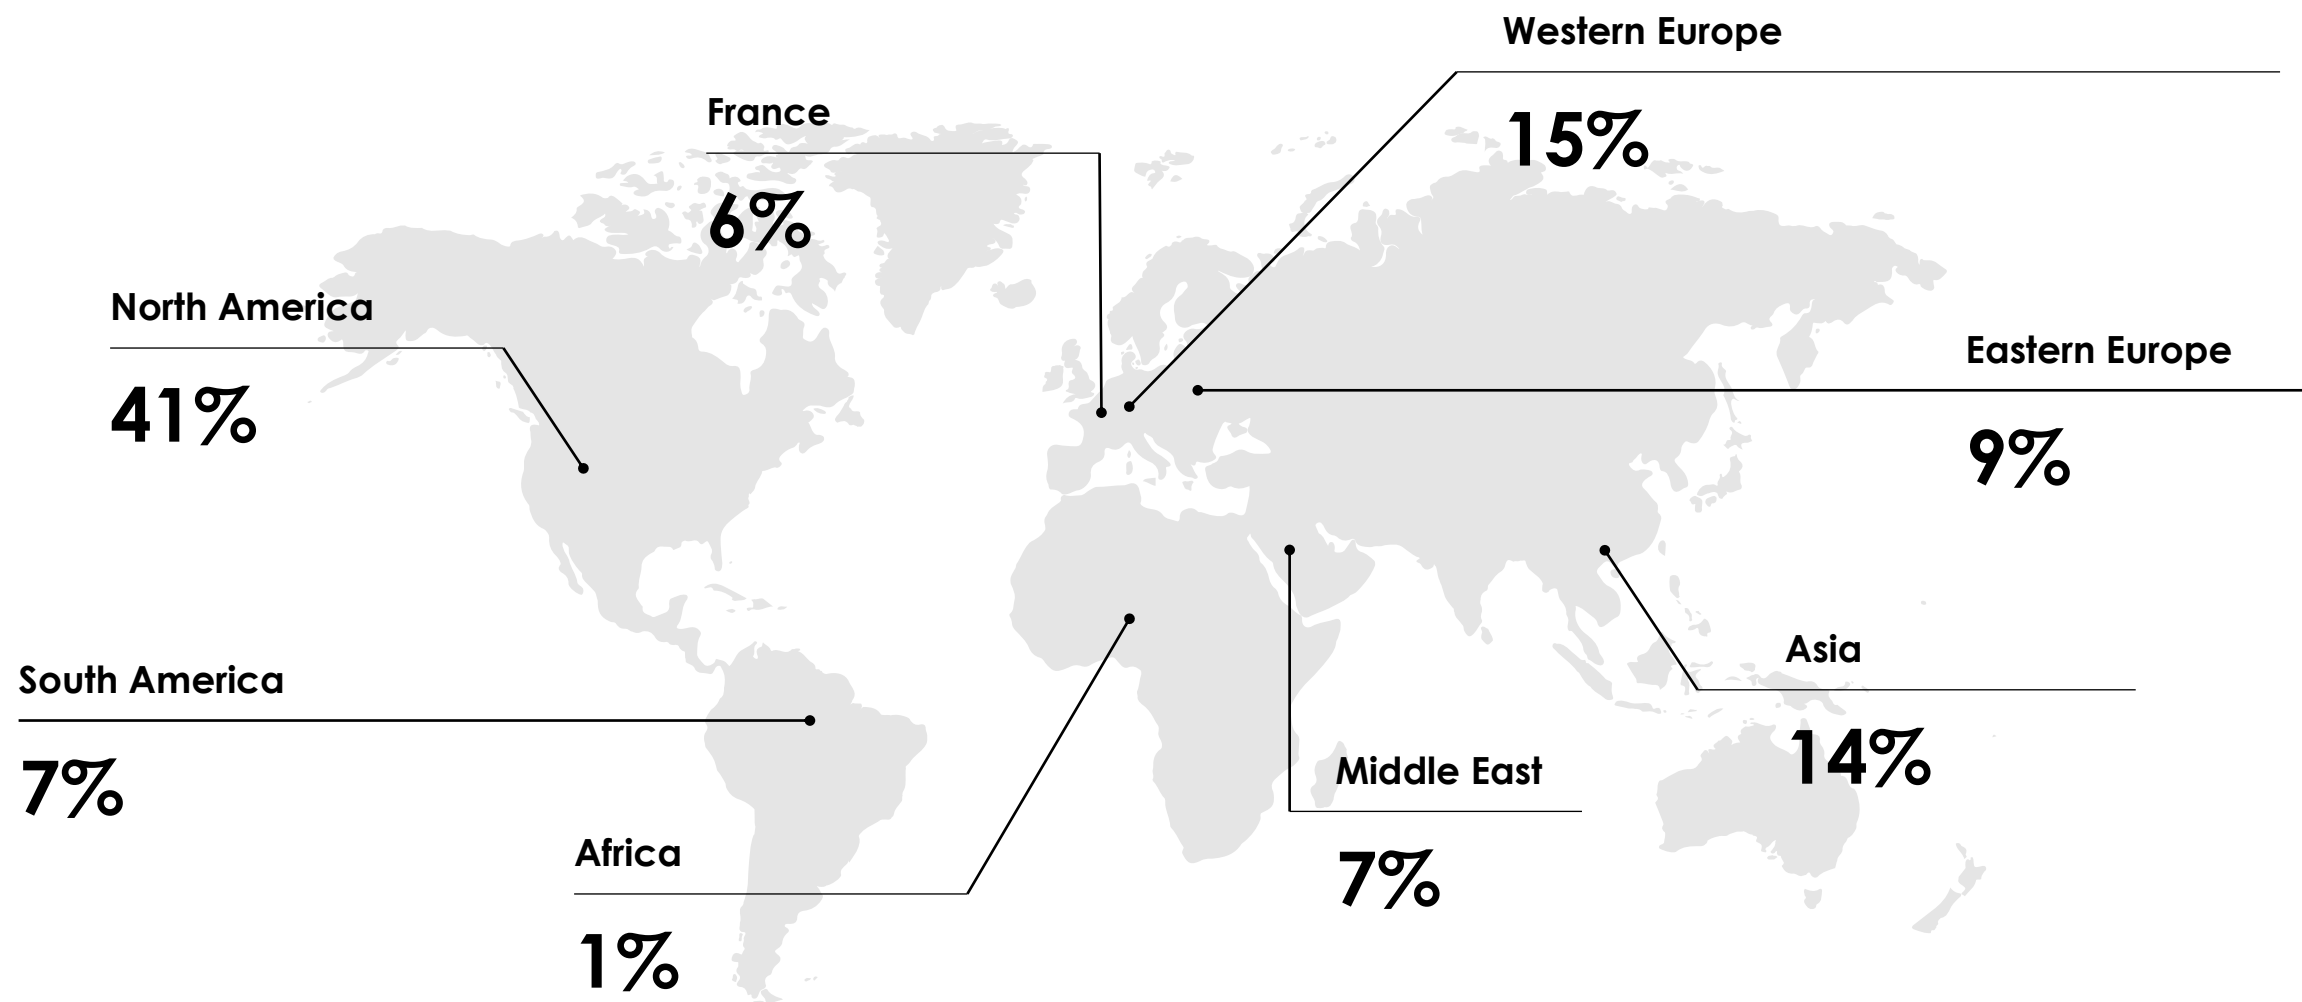 Western Europe
15%
France
6%
North America
41%
Eastern Europe
9%
South America
7%
Asia
14%
Middle East
7%
Africa
1%